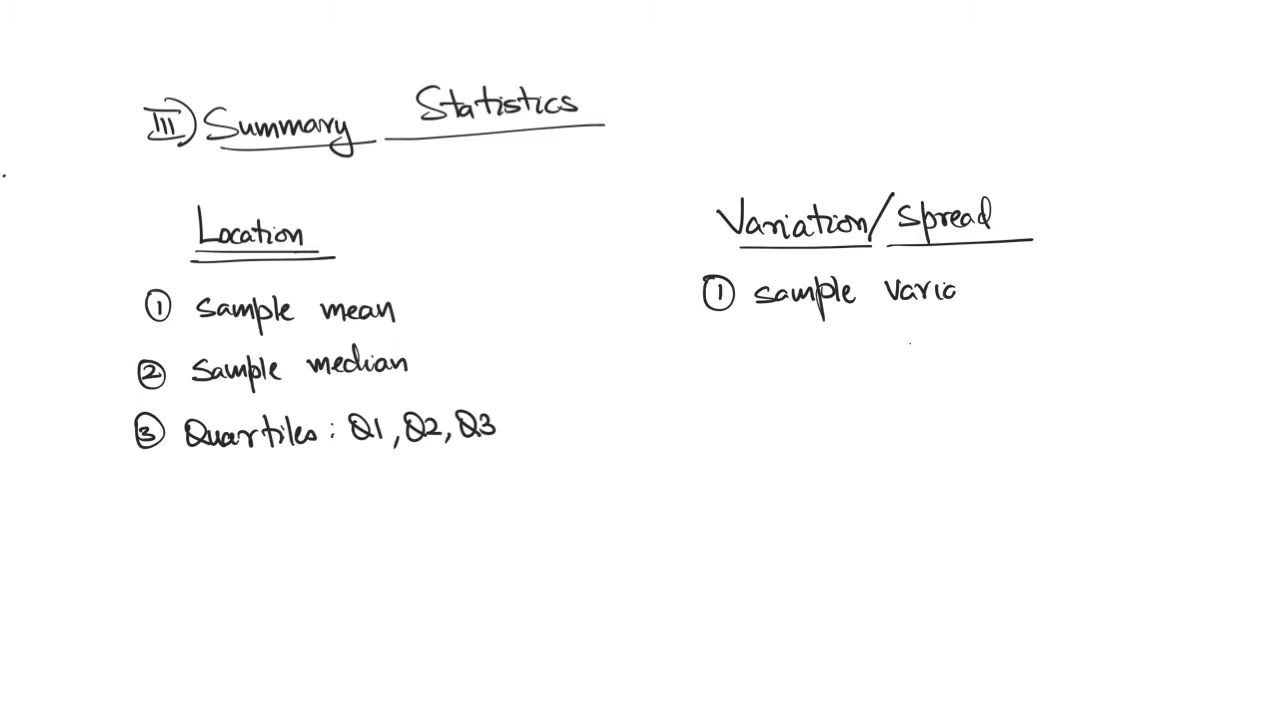 III) Summary Statistics
Location
① sample mean
② sample median
③ Quartiles : Q1, Q2, Q3
Variation/Spread
① sample varia